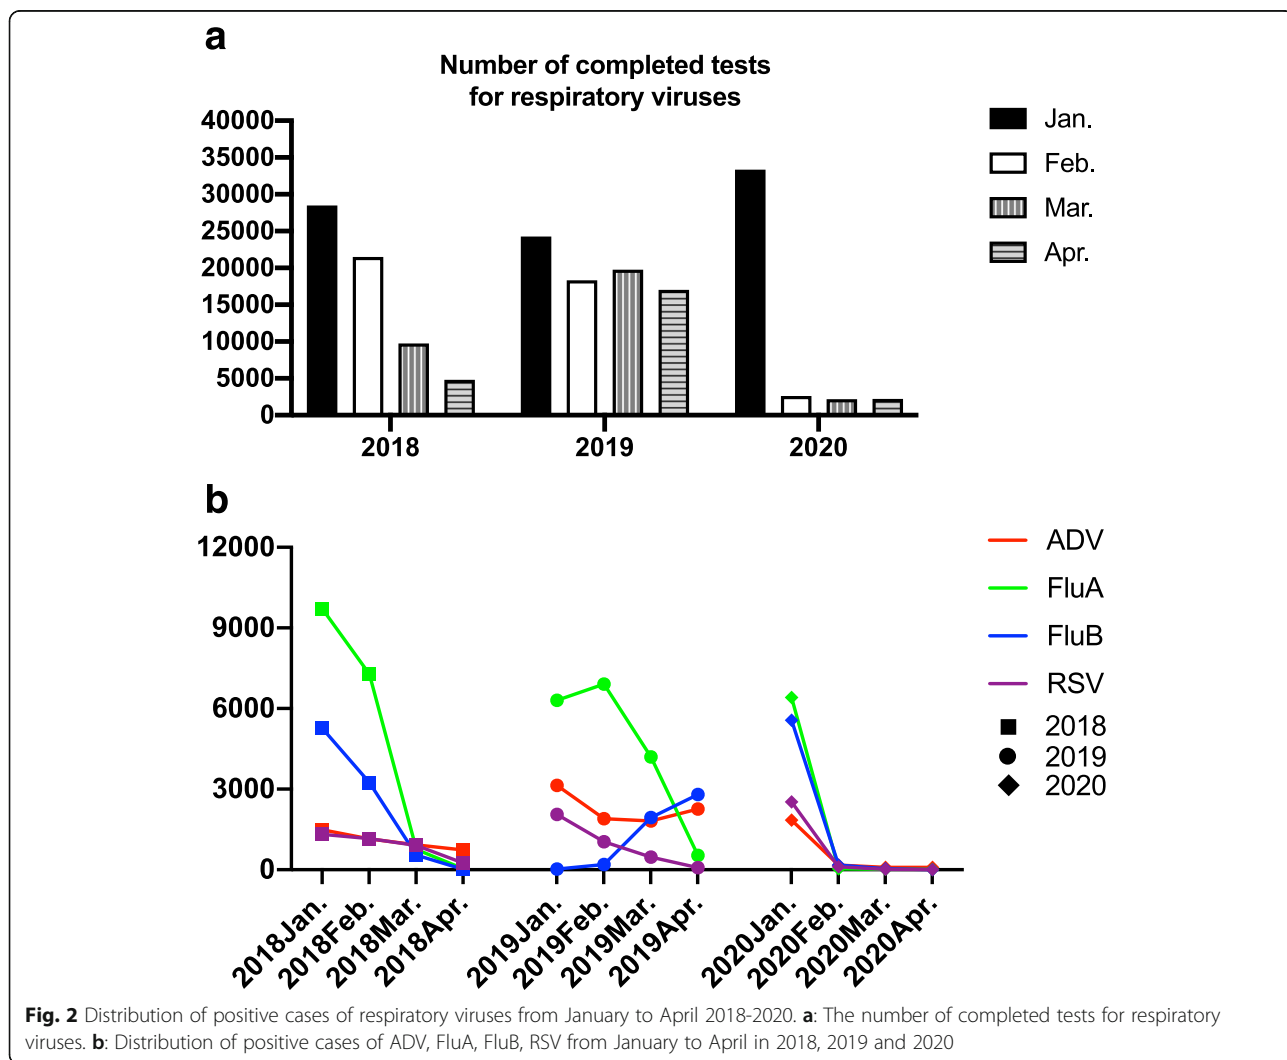 a
Number of completed tests
for respiratory viruses
40000
35000
30000
25000
20000
15000
10000
5000
0
2018
2019
2020
Jan.
Feb.
Mar.
Apr.
b
12000
9000
6000
3000
0
2018Jan.
2018Feb.
2018Mar.
2018Apr.
2019Jan.
2019Feb.
2019Mar.
2019Apr.
2020Jan.
2020Feb.
2020Mar.
2020Apr.
ADV
FluA
FluB
RSV
2018
2019
2020
Fig. 2 Distribution of positive cases of respiratory viruses from January to April 2018-2020. a: The number of completed tests for respiratory
viruses. b: Distribution of positive cases of ADV, FluA, FluB, RSV from January to April in 2018, 2019 and 2020